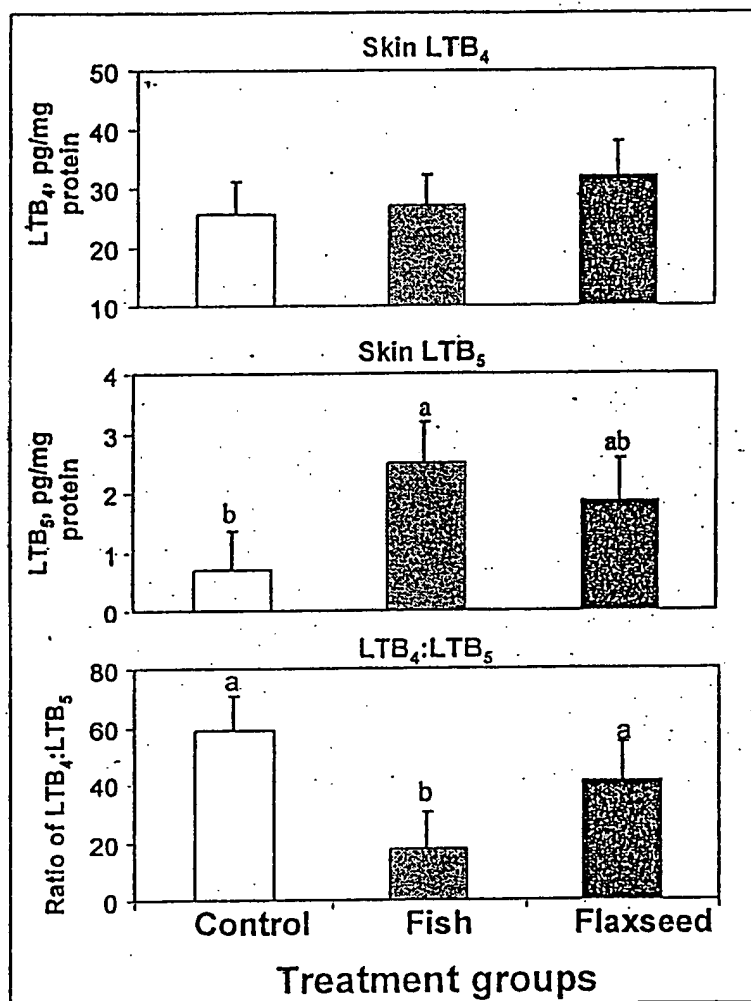 Skin LTB₄
LTB₄, pg/mg
protein
50
40
30
20
10
Skin LTB₅
LTB₅, pg/mg
protein
4
3
2
1
0
b
a
ab
LTB₄:LTB₅
Ratio of LTB₄:LTB₅
80
60
40
20
0
a
b
a
Control Fish Flaxseed
Treatment groups